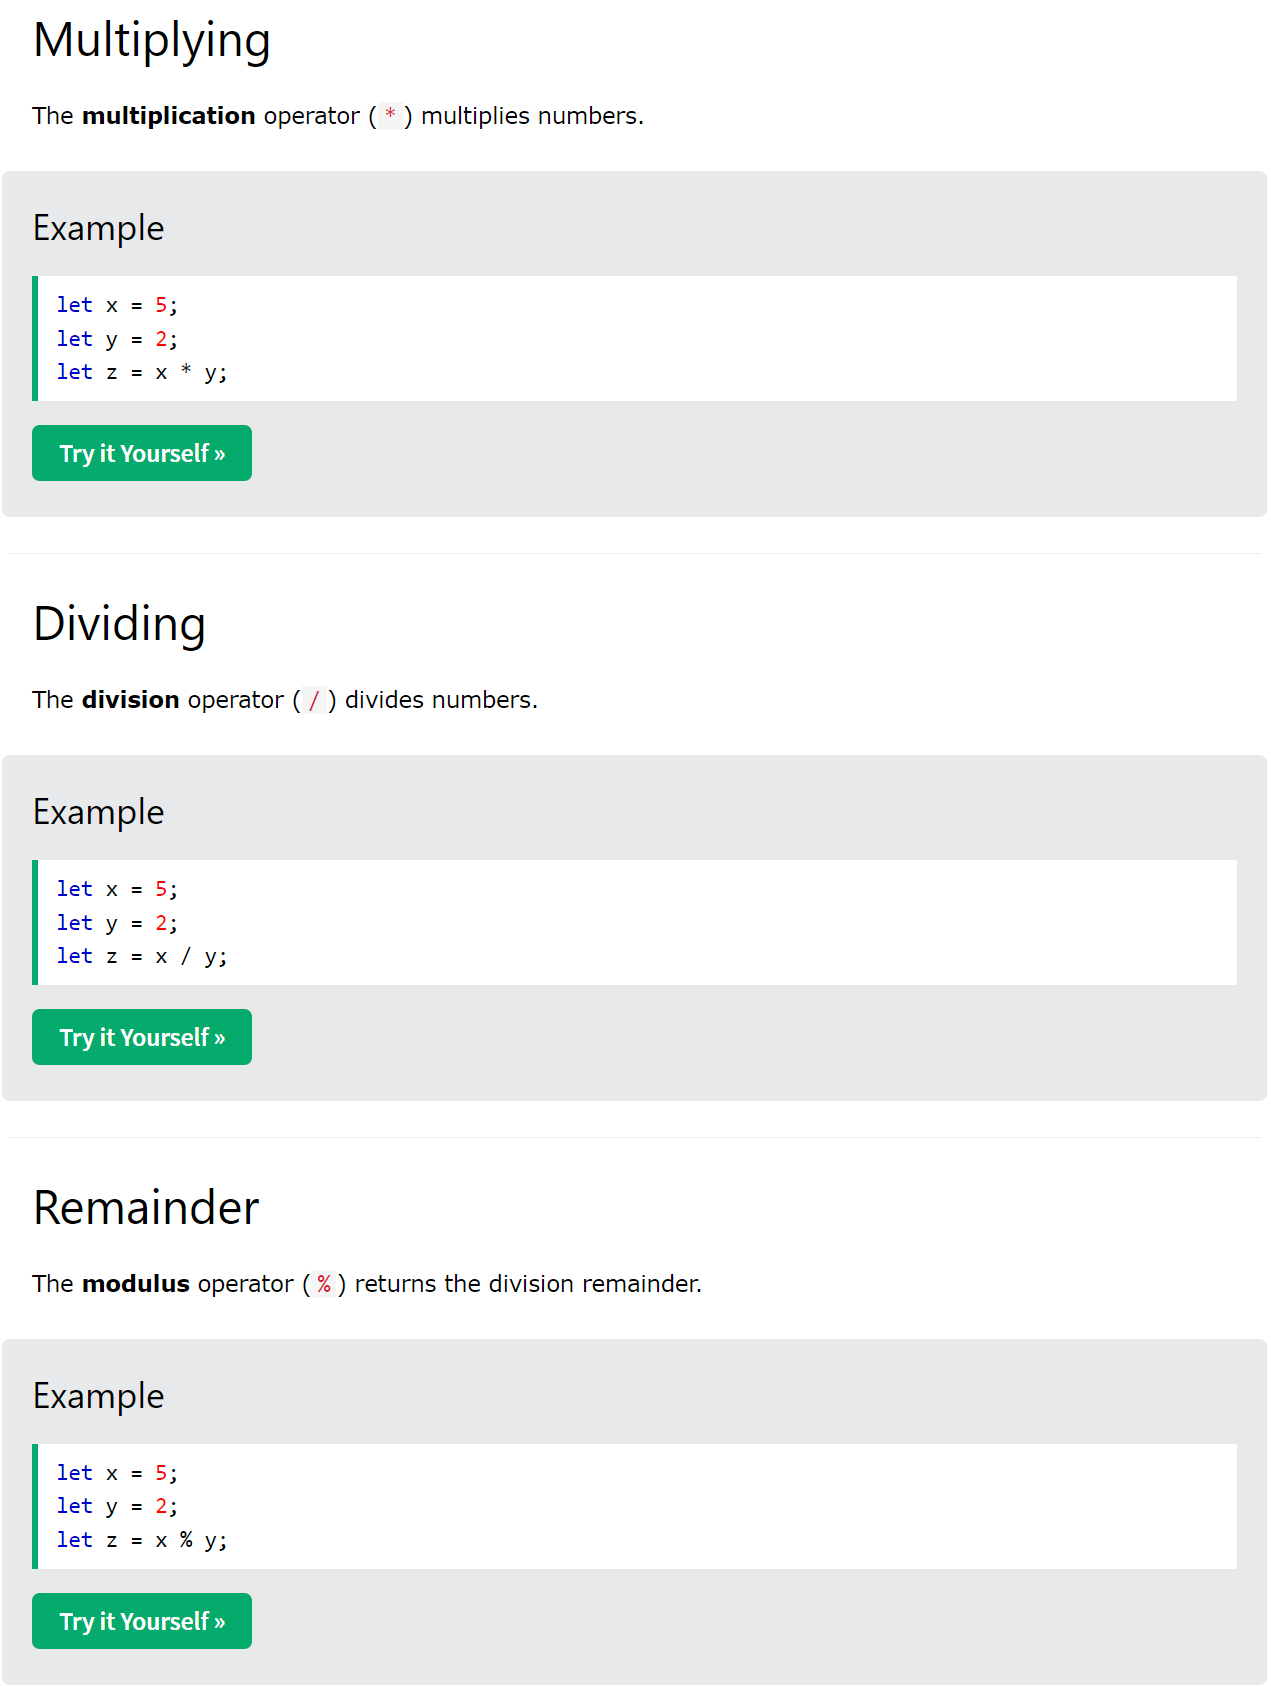 Multiplying
The multiplication operator (*) multiplies numbers.
Example
let x = 5;
let y = 2;
let z = x * y;
Try it Yourself »
Dividing
The division operator (/) divides numbers.
Example
let x = 5;
let y = 2;
let z = x / y;
Try it Yourself »
Remainder
The modulus operator (%) returns the division remainder.
Example
let x = 5;
let y = 2;
let z = x % y;
Try it Yourself »